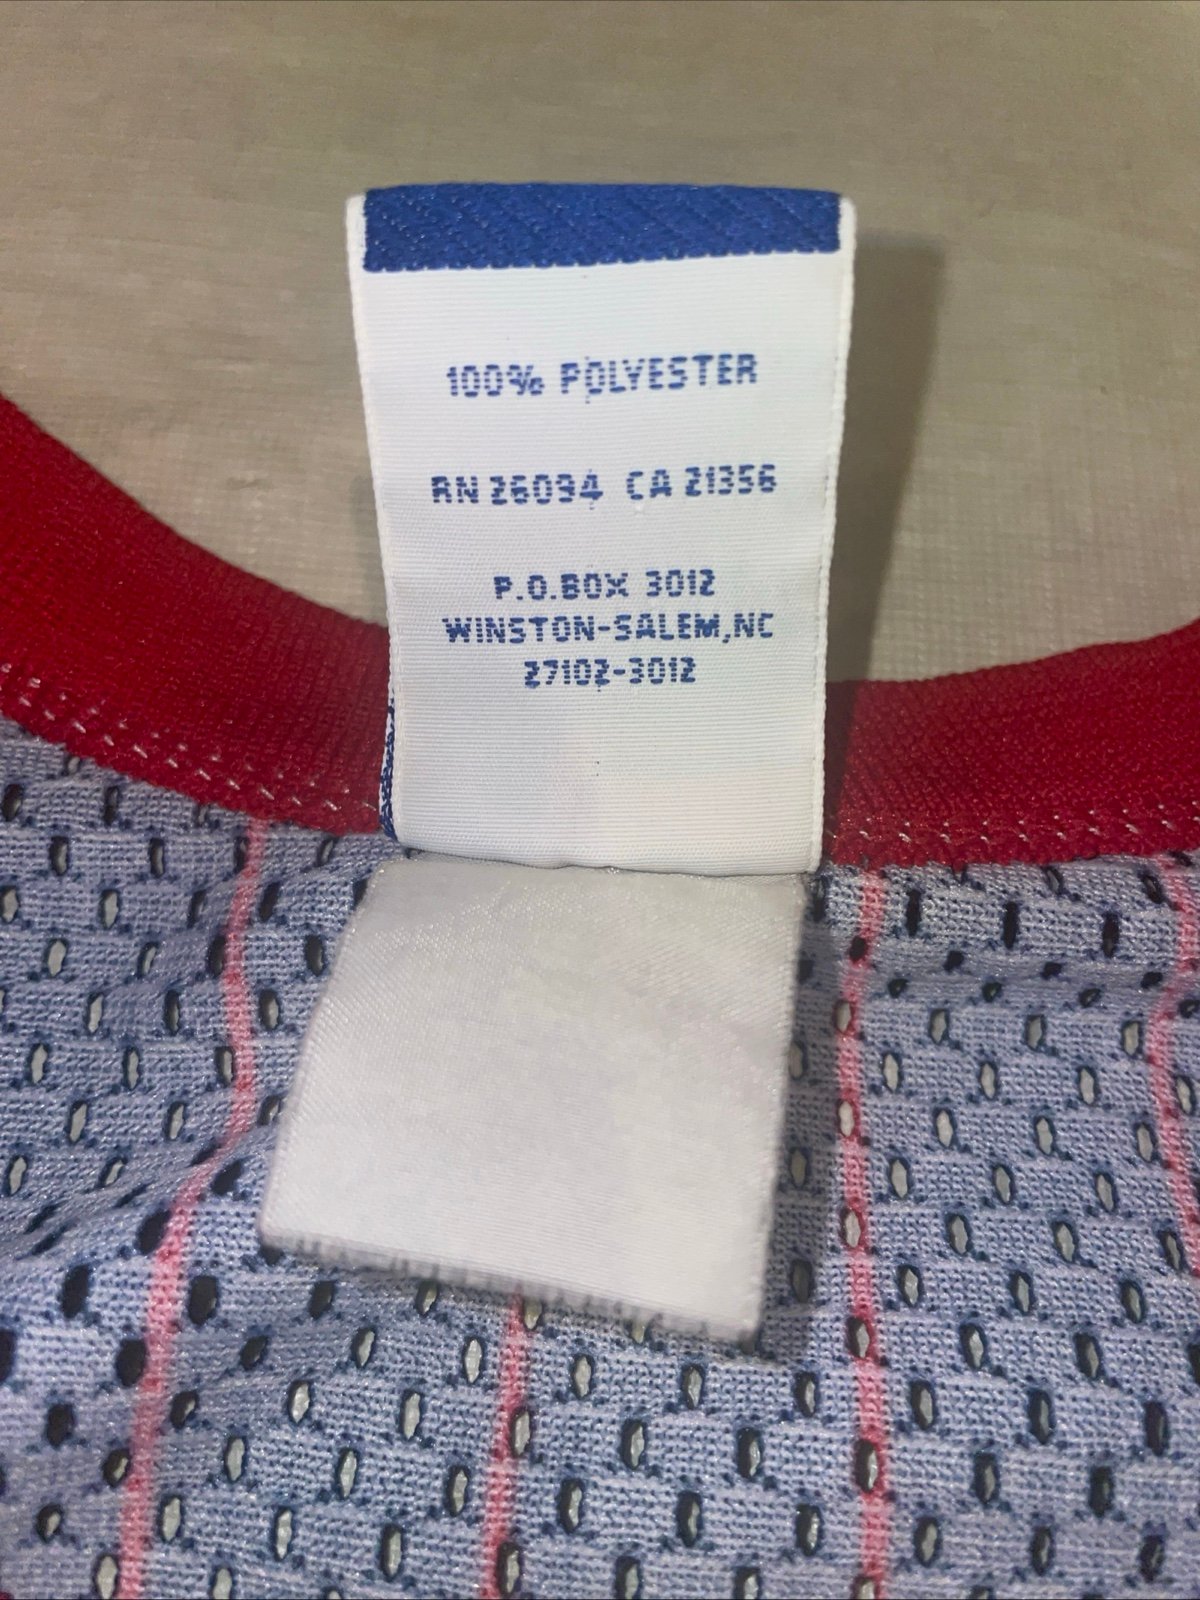 100% POLYESTER
RN 26094 CA 21356
P.O.BOX 3012
WINSTON-SALEM,NC
27102-3012